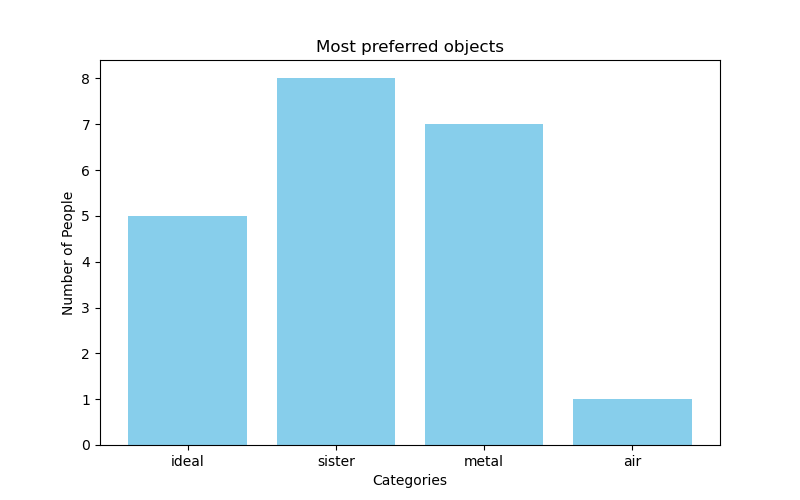 Most preferred objects
Number of People
8
7
6
5
4
3
2
1
0
ideal sister metal air
Categories